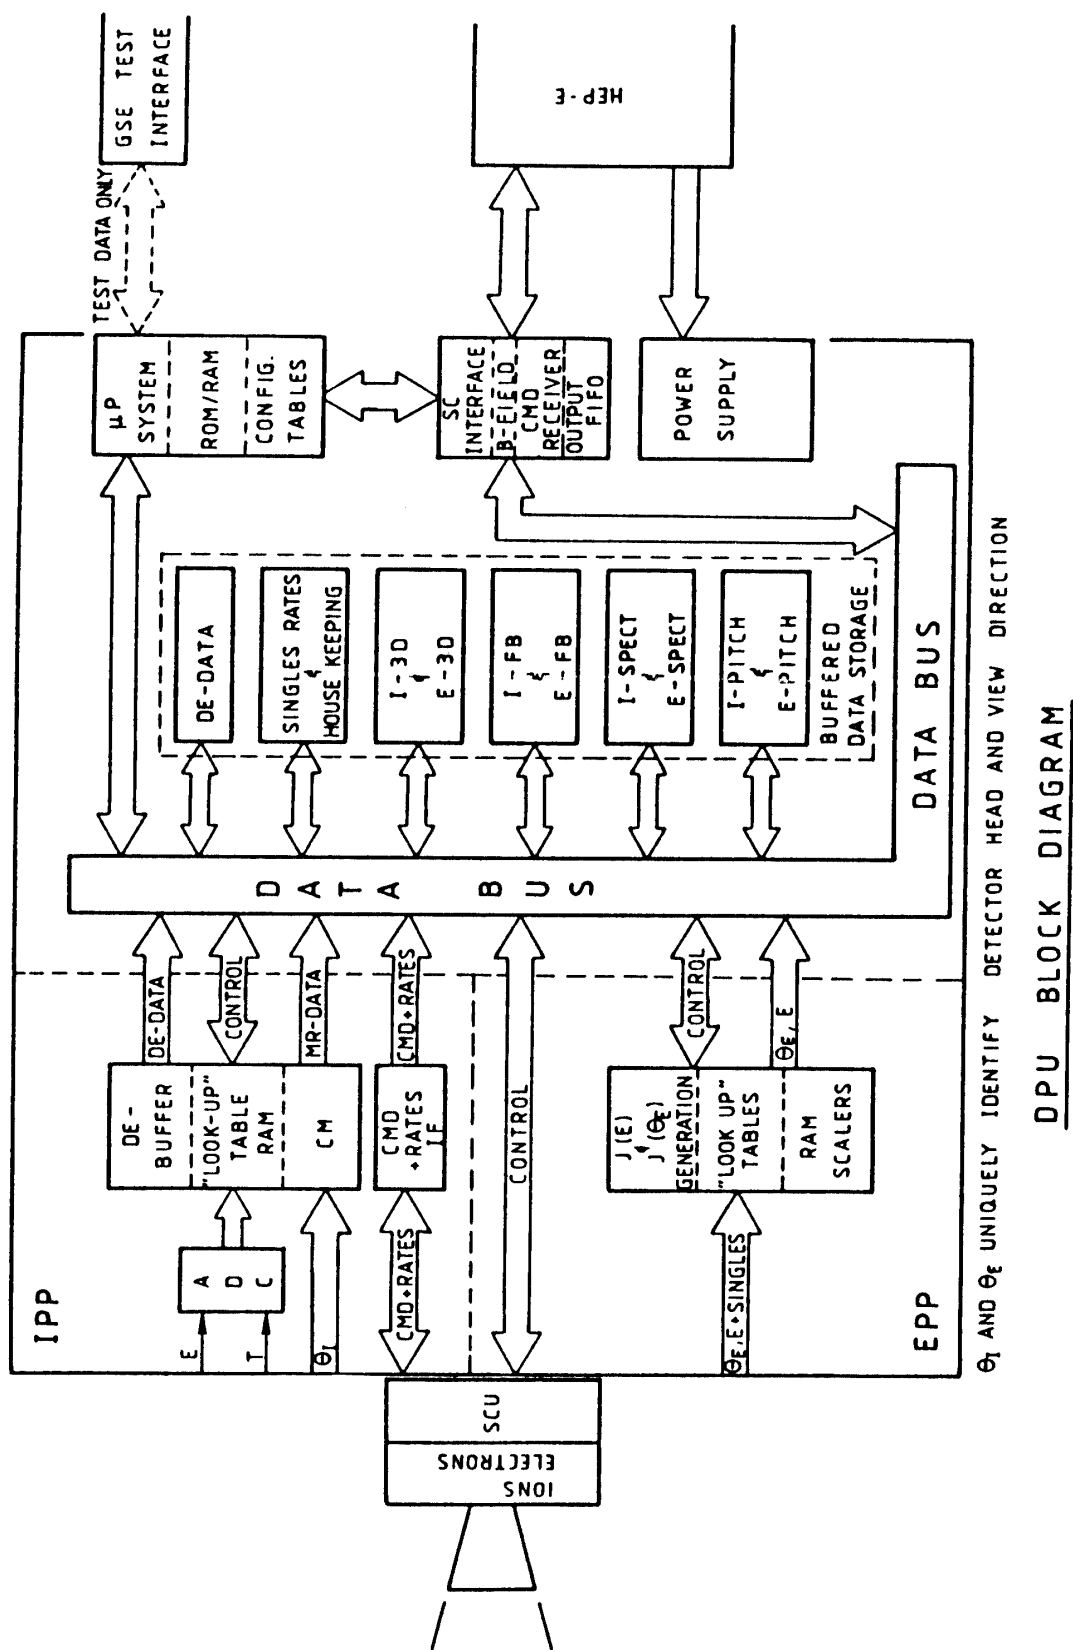 IPP
E
T
A
D
C
θI
DE-
BUFFER
"LOOK-UP"
TABLE
RAM
CM
CMD
+RATES
IF
CMD+RATES
DE-DATA
CONTROL
MR-DATA
CMD+RATES
CONTROL
IONS
ELECTRONS
SCU
EPP
θE,E+SINGLES
J(E)
&
J(θE)
GENERATION
"LOOK UP"
TABLES
RAM
SCALERS
CONTROL
θE, E
DATA BUS
DATA BUS
DE-DATA
SINGLES RATES
&
HOUSE KEEPING
I-3D
&
E-3D
I-FB
&
E-FB
I-SPECT
&
E-SPECT
I-PITCH
&
E-PITCH
BUFFERED
DATA STORAGE
μP
SYSTEM
ROM/RAM
CONFIG.
TABLES
SC
INTERFACE
B-FIELD
CMD
RECEIVER
OUTPUT
FIFO
POWER
SUPPLY
TEST DATA ONLY
GSE TEST
INTERFACE
HEP-E
θI AND θE UNIQUELY IDENTIFY DETECTOR HEAD AND VIEW DIRECTION
DPU BLOCK DIAGRAM